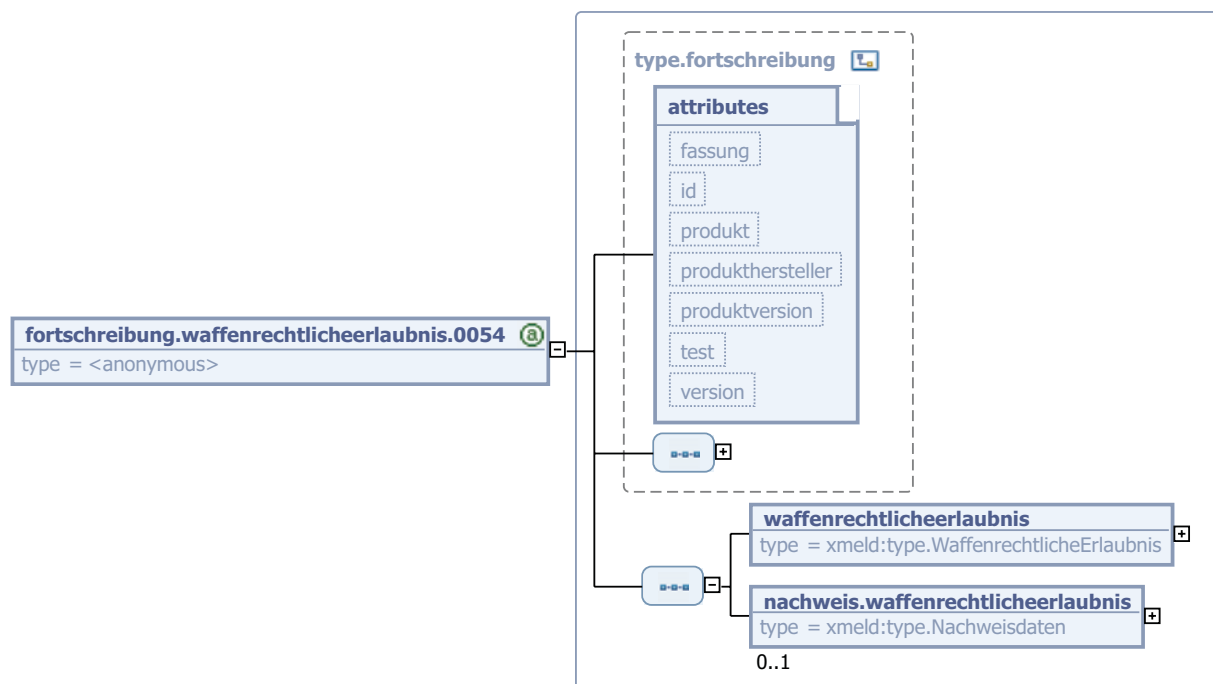 type.fortschreibung
attributes
fassung
id
produkt
produkthersteller
produktversion
test
version
fortschreibung.waffenrechtlicheerlaubnis.0054 @
type = <anonymous>
waffenrechtlicheerlaubnis
type = xmeld:type.WaffenrechtlicheErlaubnis
nachweis.waffenrechtlicheerlaubnis
type = xmeld:type.Nachweisdaten
0..1